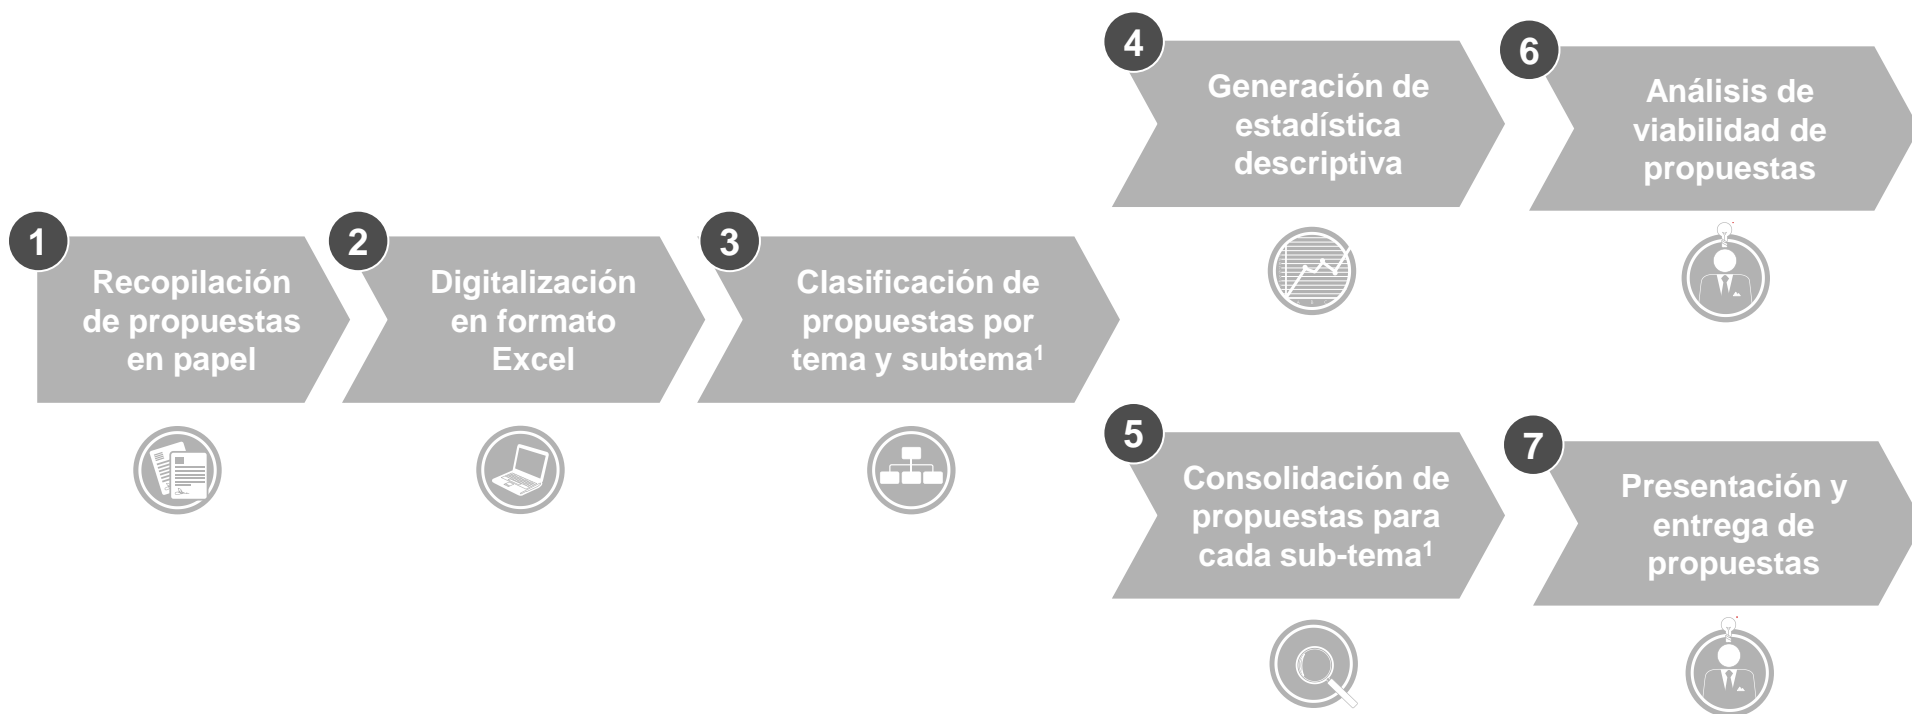 1
Recopilación
de propuestas
en papel
2
Digitalización
en formato
Excel
3
Clasificación de
propuestas por
tema y subtema¹
4
Generación de
estadística
descriptiva
5
Consolidación de
propuestas para
cada sub-tema¹
6
Análisis de
viabilidad de
propuestas
7
Presentación y
entrega de
propuestas